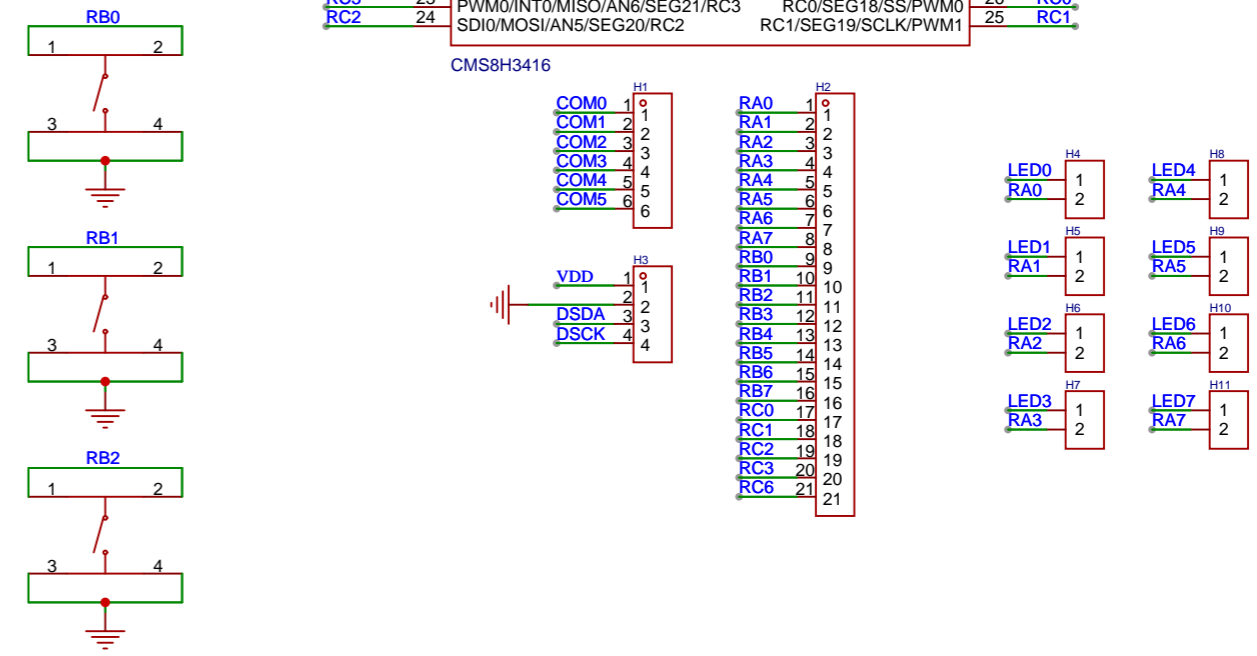 RB0
1 2
3 4
RB1
1 2
3 4
RB2
1 2
3 4
RC3 23 PWM0/INT0/MISO/AN6/SEG21/RC3 RC0/SEG18/SS/PWM0 26 RC0
RC2 24 SDI0/MOSI/AN5/SEG20/RC2 RC1/SEG19/SCLK/PWM1 25 RC1
CMS8H3416
H1
COM0 1 1
COM1 2 2
COM2 3 3
COM3 4 4
COM4 5 5
COM5 6 6
H3
VDD 1 1
2 2
DSDA 3 3
DSCK 4 4
H2
RA0 1 1
RA1 2 2
RA2 3 3
RA3 4 4
RA4 5 5
RA5 6 6
RA6 7 7
RA7 8 8
RB0 9 9
RB1 10 10
RB2 11 11
RB3 12 12
RB4 13 13
RB5 14 14
RB6 15 15
RB7 16 16
RC0 17 17
RC1 18 18
RC2 19 19
RC3 20 20
RC6 21 21
H4
LED0 1
RA0 2
H5
LED1 1
RA1 2
H6
LED2 1
RA2 2
H7
LED3 1
RA3 2
H8
LED4 1
RA4 2
H9
LED5 1
RA5 2
H10
LED6 1
RA6 2
H11
LED7 1
RA7 2